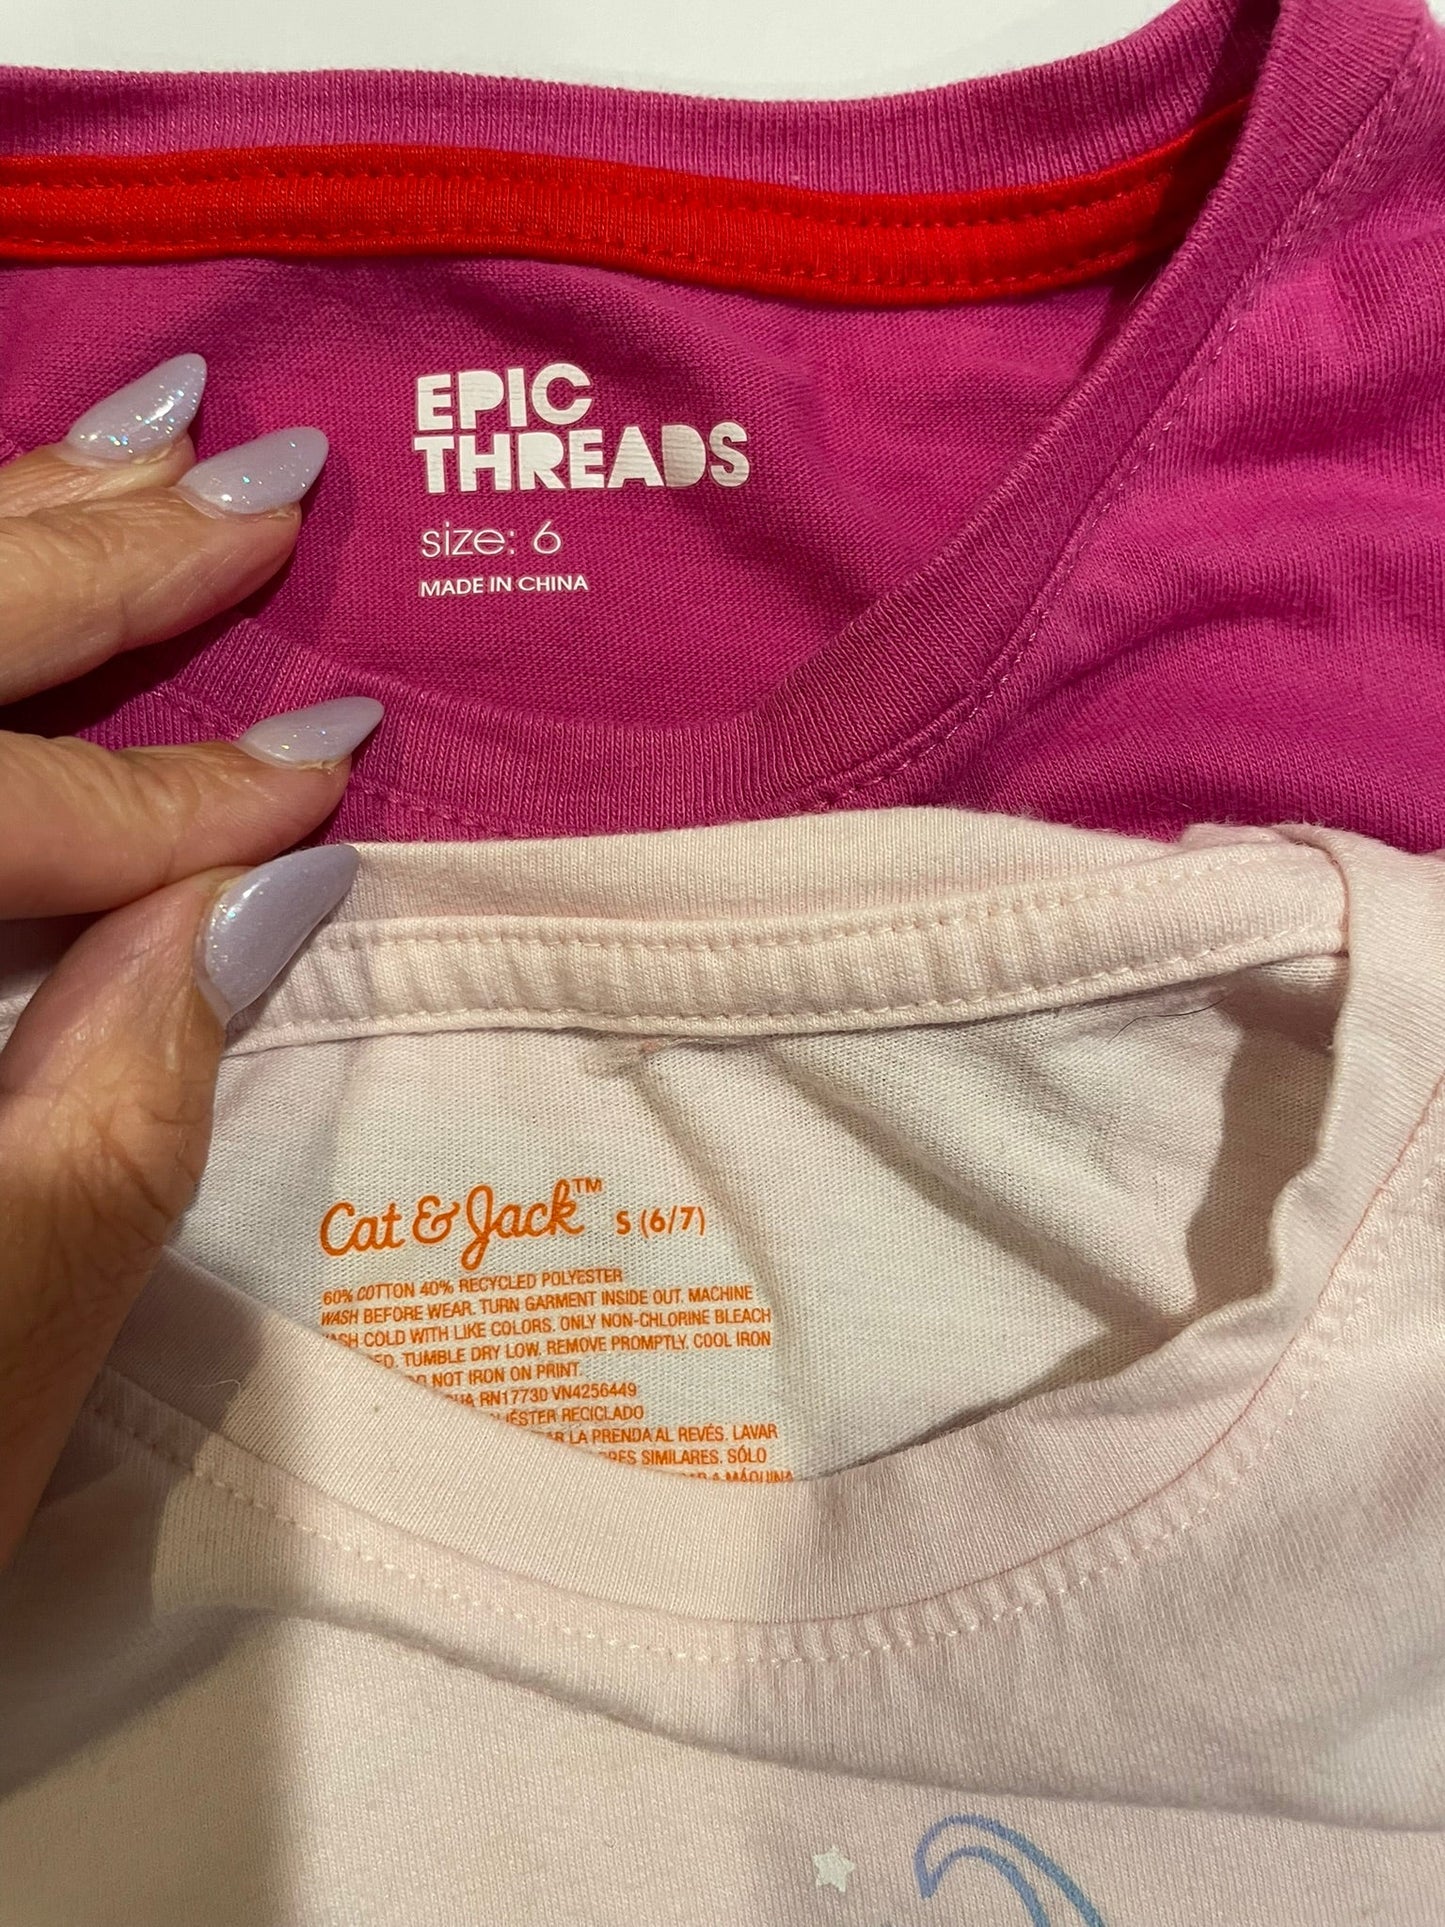 EPIC
THREADS
size: 6
MADE IN CHINA
Cat & Jack™ S (6/7)
60% COTTON 40% RECYCLED POLYESTER
WASH BEFORE WEAR. TURN GARMENT INSIDE OUT. MACHINE
COLD WITH LIKE COLORS. ONLY NON-CHLORINE BLEACH
TUMBLE DRY LOW. REMOVE PROMPTLY. COOL IRON
NOT IRON ON PRINT.
RN17730 VN4256449
RECICLADO
LA PRENDA AL REVÉS. LAVAR
SIMILARES. SÓLO
A MÁQUINA